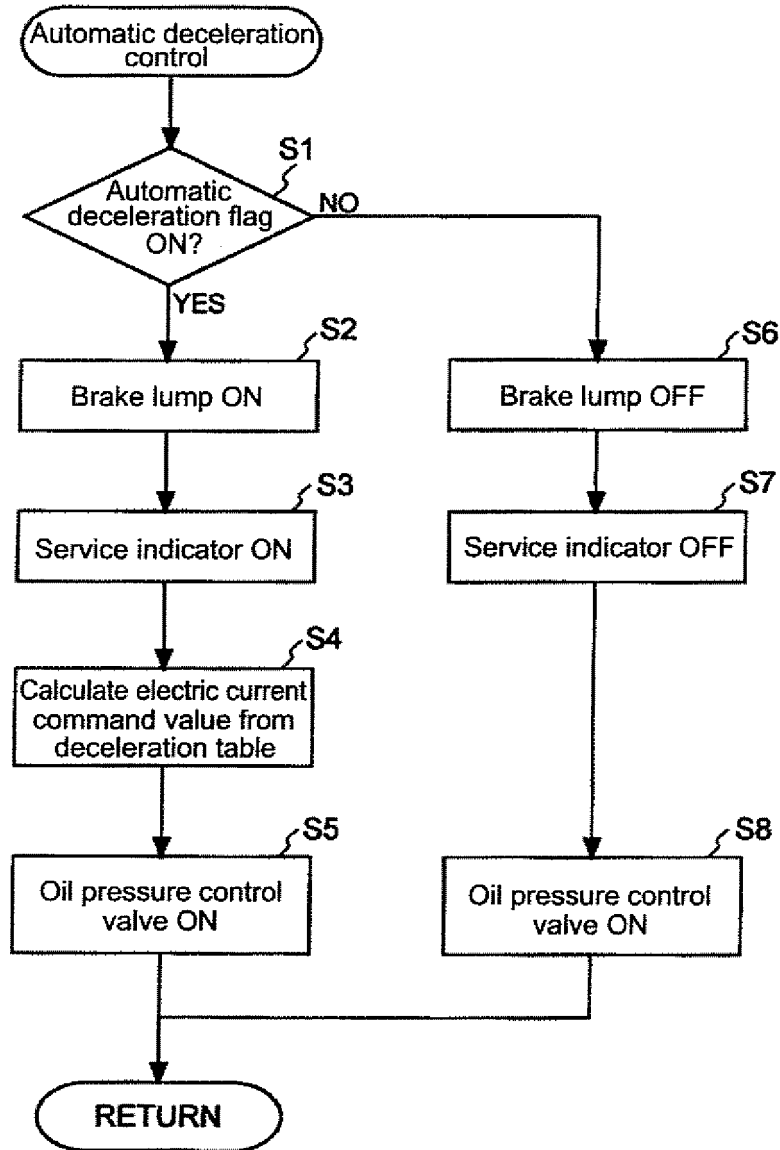 Automatic deceleration
control
S1
Automatic
deceleration flag
ON?
NO
YES
S2
Brake lump ON
S6
Brake lump OFF
S3
Service indicator ON
S7
Service indicator OFF
S4
Calculate electric current
command value from
deceleration table
S5
Oil pressure control
valve ON
S8
Oil pressure control
valve ON
RETURN